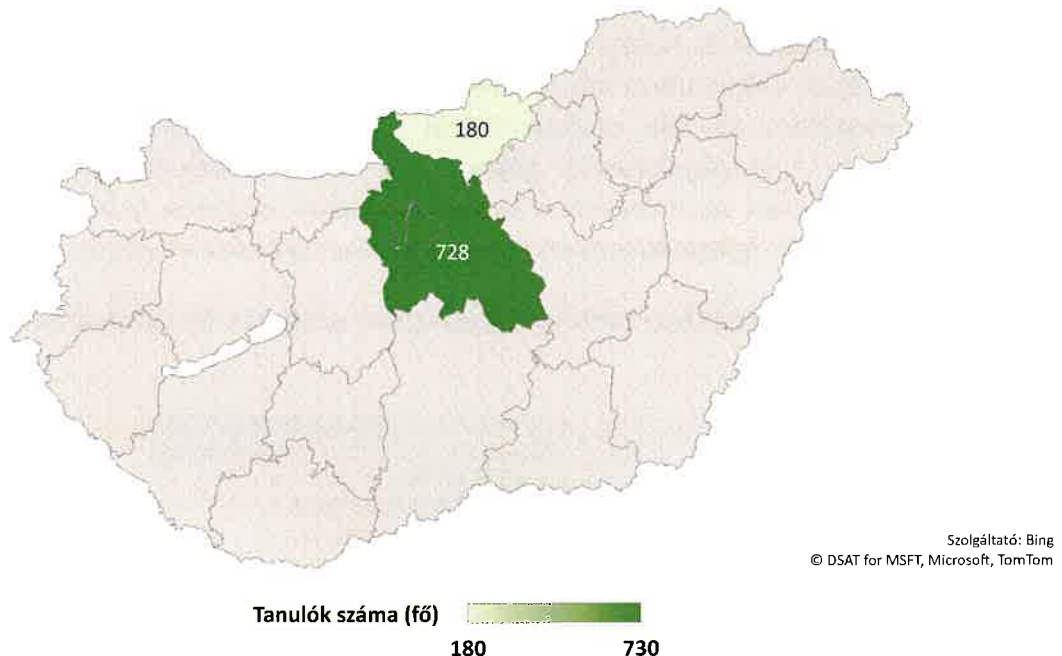 180
728
Szolgáltató: Bing
© DSAT for MSFT, Microsoft, TomTom
Tanulók száma (fő)
180 730